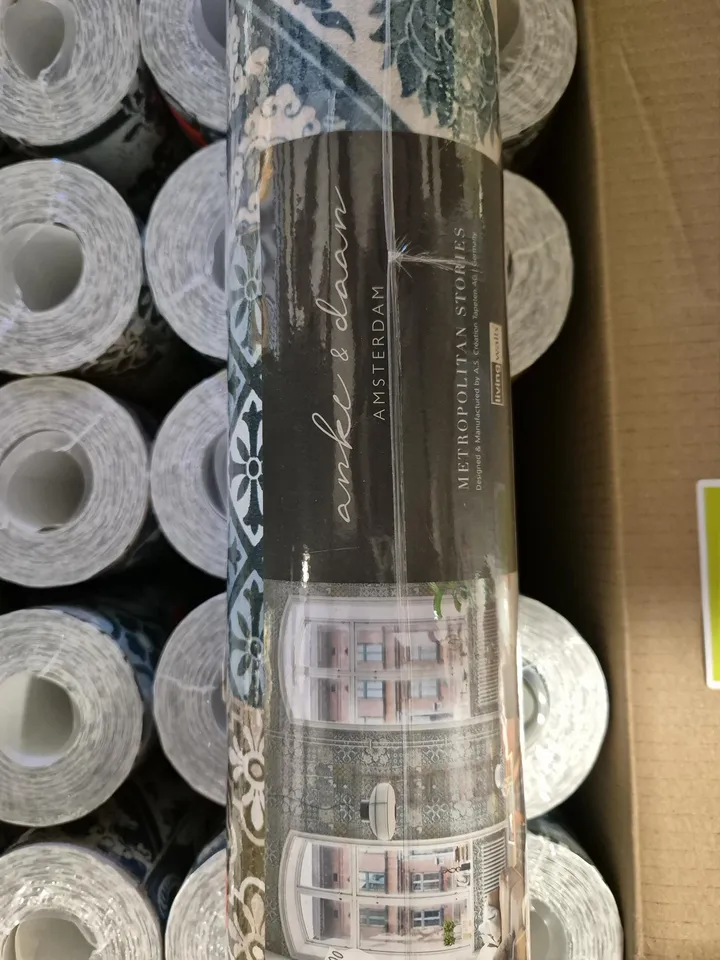 anke & daan
AMSTERDAM
METROPOLITAN STORIES
Designed & Manufactured by A.S. Création Tapeten AG / Germany
living walls